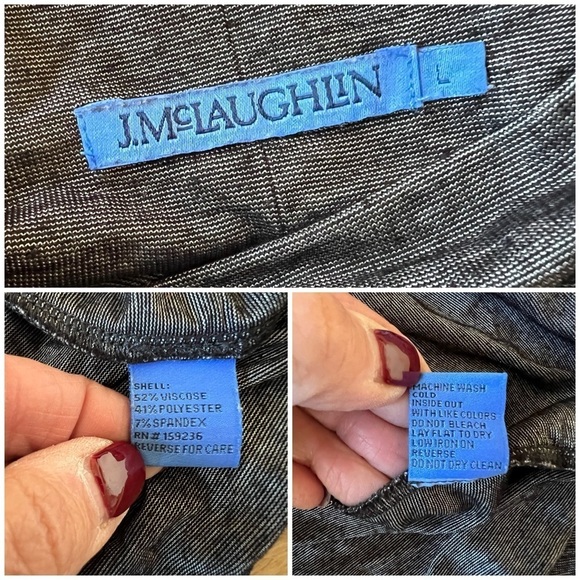 J.McLAUGHLIN
L
SHELL:
52% VISCOSE
41% POLYESTER
7% SPANDEX
RN# 159236
REVERSE FOR CARE
MACHINE WASH
COLD
INSIDE OUT
WITH LIKE COLORS
DO NOT BLEACH
LAY FLAT TO DRY
LOW IRON ON
REVERSE
DO NOT DRY CLEAN